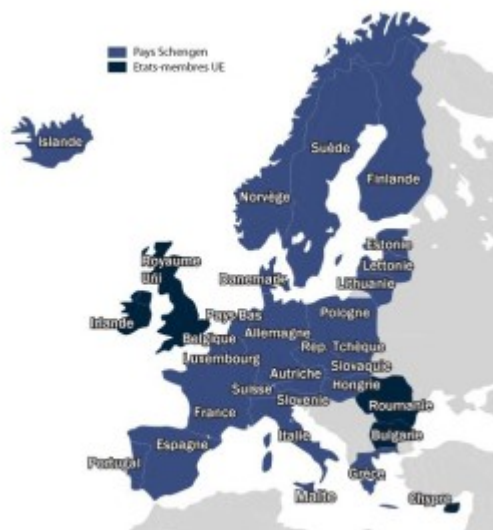 Pays Schengen
Etats-membres UE
Islande
Suède
Norvège
Finlande
Estonie
Lettonie
Lithuanie
Royaume
Uni
Danemark
Irlande
Pays Bas
Pologne
Allemagne
Belgique
Luxembourg
Rép. Tchèque
Slovaquie
Autriche
Suisse
Hongrie
Slovénie
Roumanie
France
Italie
Bulgarie
Espagne
Portugal
Grèce
Malte
Chypre